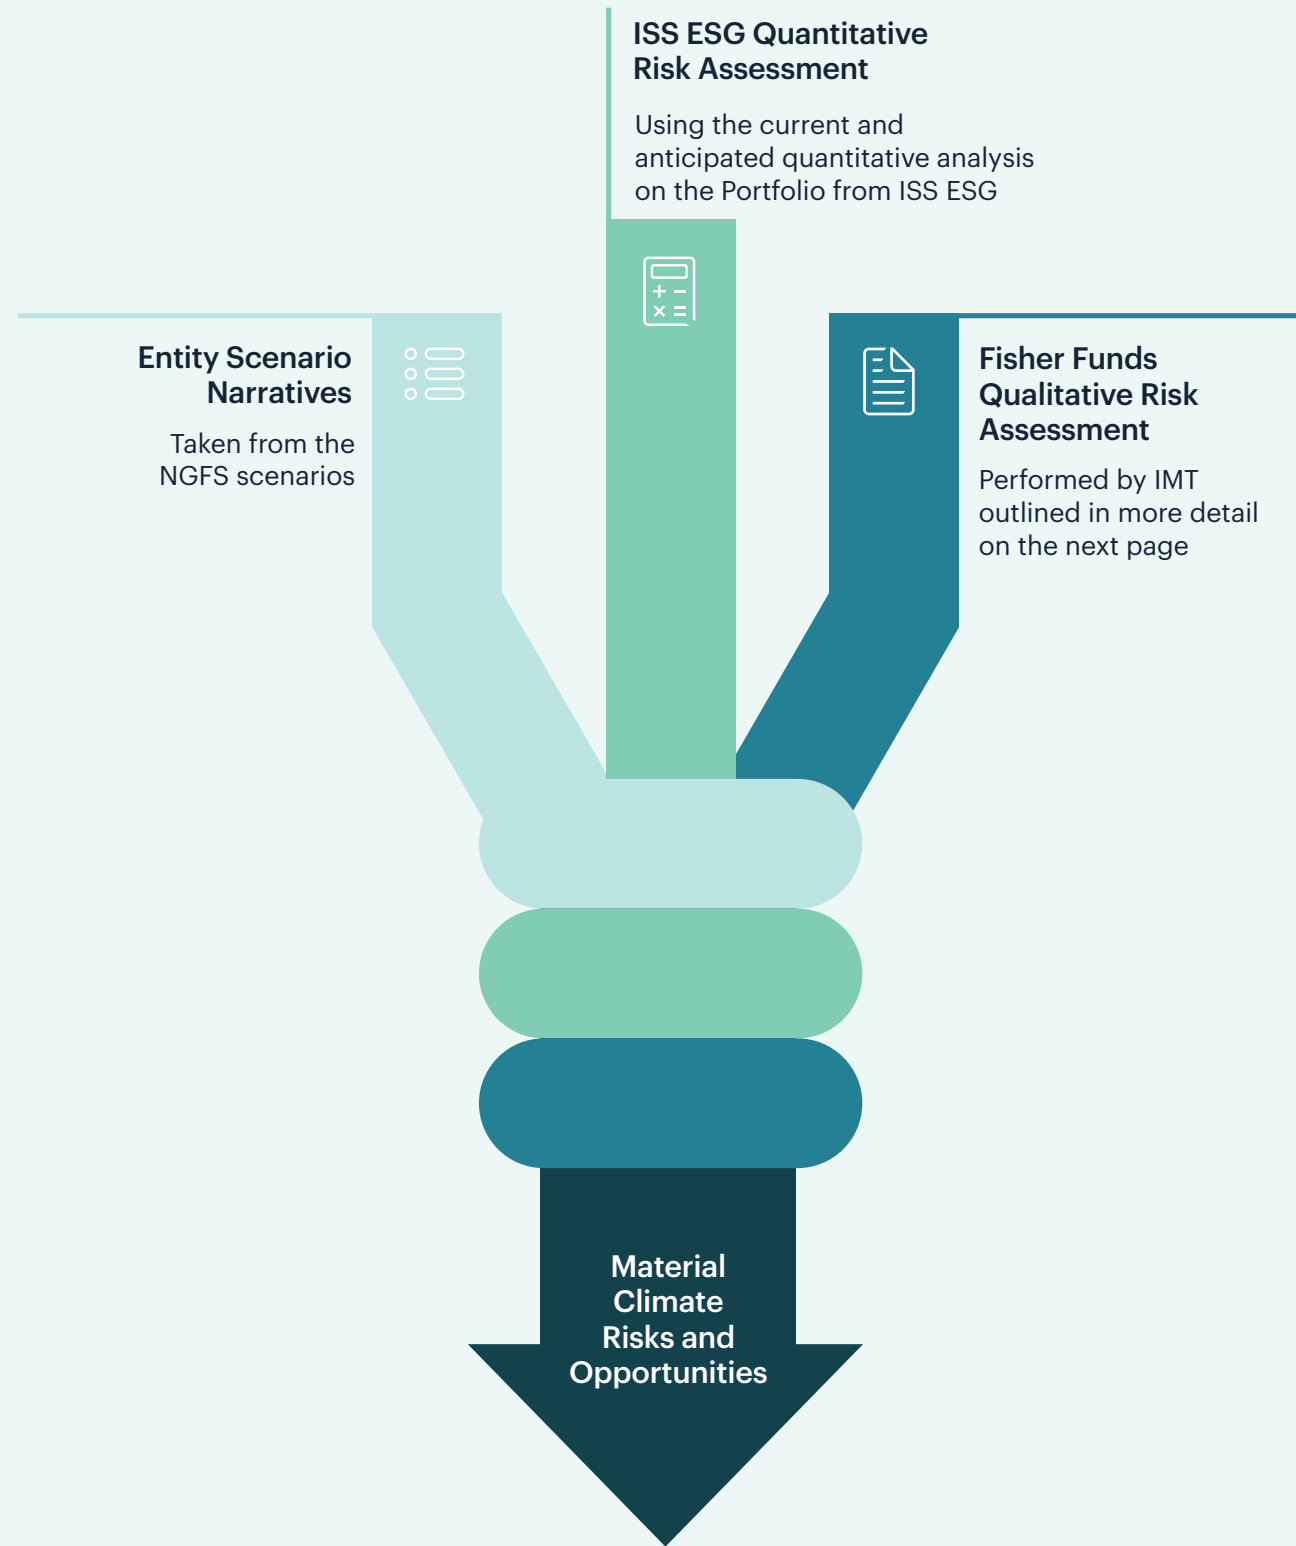 ISS ESG Quantitative
Risk Assessment
Using the current and
anticipated quantitative analysis
on the Portfolio from ISS ESG
Entity Scenario
Narratives
Taken from the
NGFS scenarios
Fisher Funds
Qualitative Risk
Assessment
Performed by IMT
outlined in more detail
on the next page
Material
Climate
Risks and
Opportunities